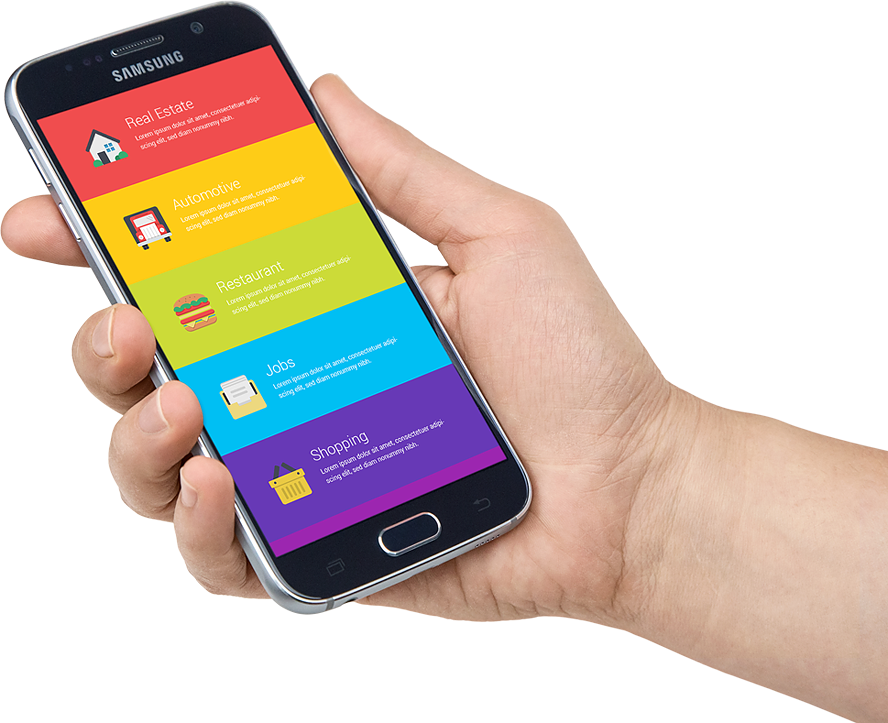 SAMSUNG
Real Estate
Lorem ipsum dolor sit amet, consectetuer adipi-
scing elit, sed diam nonummy nibh.
Automotive
Lorem ipsum dolor sit amet, consectetuer adipi-
scing elit, sed diam nonummy nibh.
Restaurant
Lorem ipsum dolor sit amet, consectetuer adipi-
scing elit, sed diam nonummy nibh.
Jobs
Lorem ipsum dolor sit amet, consectetuer adipi-
scing elit, sed diam nonummy nibh.
Shopping
Lorem ipsum dolor sit amet, consectetuer adipi-
scing elit, sed diam nonummy nibh.